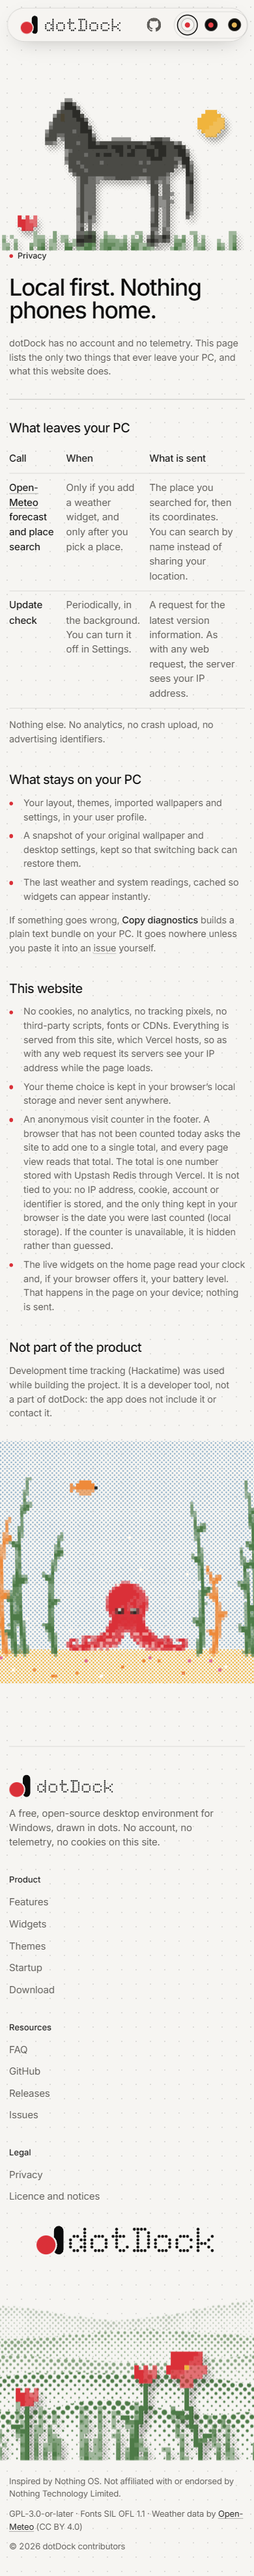 dotDock
Privacy
Local first. Nothing
phones home.
dotDock has no account and no telemetry. This page
lists the only two things that ever leave your PC, and
what this website does.
What leaves your PC
Call When What is sent
Open-
Meteo
forecast
and place
search
Only if you add
a weather
widget, and
only after you
pick a place.
The place you
searched for, then
its coordinates.
You can search by
name instead of
sharing your
location.
Update
check
Periodically, in
the background.
You can turn it
off in Settings.
A request for the
latest version
information. As
with any web
request, the server
sees your IP
address.
Nothing else. No analytics, no crash upload, no
advertising identifiers.
What stays on your PC
Your layout, themes, imported wallpapers and
settings, in your user profile.
A snapshot of your original wallpaper and
desktop settings, kept so that switching back can
restore them.
The last weather and system readings, cached so
widgets can appear instantly.
If something goes wrong, Copy diagnostics builds a
plain text bundle on your PC. It goes nowhere unless
you paste it into an issue yourself.
This website
No cookies, no analytics, no tracking pixels, no
third-party scripts, fonts or CDNs. Everything is
served from this site, which Vercel hosts, so as
with any web request its servers see your IP
address while the page loads.
Your theme choice is kept in your browser's local
storage and never sent anywhere.
An anonymous visit counter in the footer. A
browser that has not been counted today asks the
site to add one to a single total, and every page
view reads that total. The total is one number
stored with Upstash Redis through Vercel. It is not
tied to you: no IP address, cookie, account or
identifier is stored, and the only thing kept in your
browser is the date you were last counted (local
storage). If the counter is unavailable, it is hidden
rather than guessed.
The live widgets on the home page read your clock
and, if your browser offers it, your battery level.
That happens in the page on your device; nothing
is sent.
Not part of the product
Development time tracking (Hackatime) was used
while building the project. It is a developer tool, not
a part of dotDock: the app does not include it or
contact it.
dotDock
A free, open-source desktop environment for
Windows, drawn in dots. No account, no
telemetry, no cookies on this site.
Product
Features
Widgets
Themes
Startup
Download
Resources
FAQ
GitHub
Releases
Issues
Legal
Privacy
Licence and notices
dotDock
Inspired by Nothing OS. Not affiliated with or endorsed by
Nothing Technology Limited.
GPL-3.0-or-later · Fonts SIL OFL 1.1 · Weather data by Open-
Meteo (CC BY 4.0)
© 2026 dotDock contributors